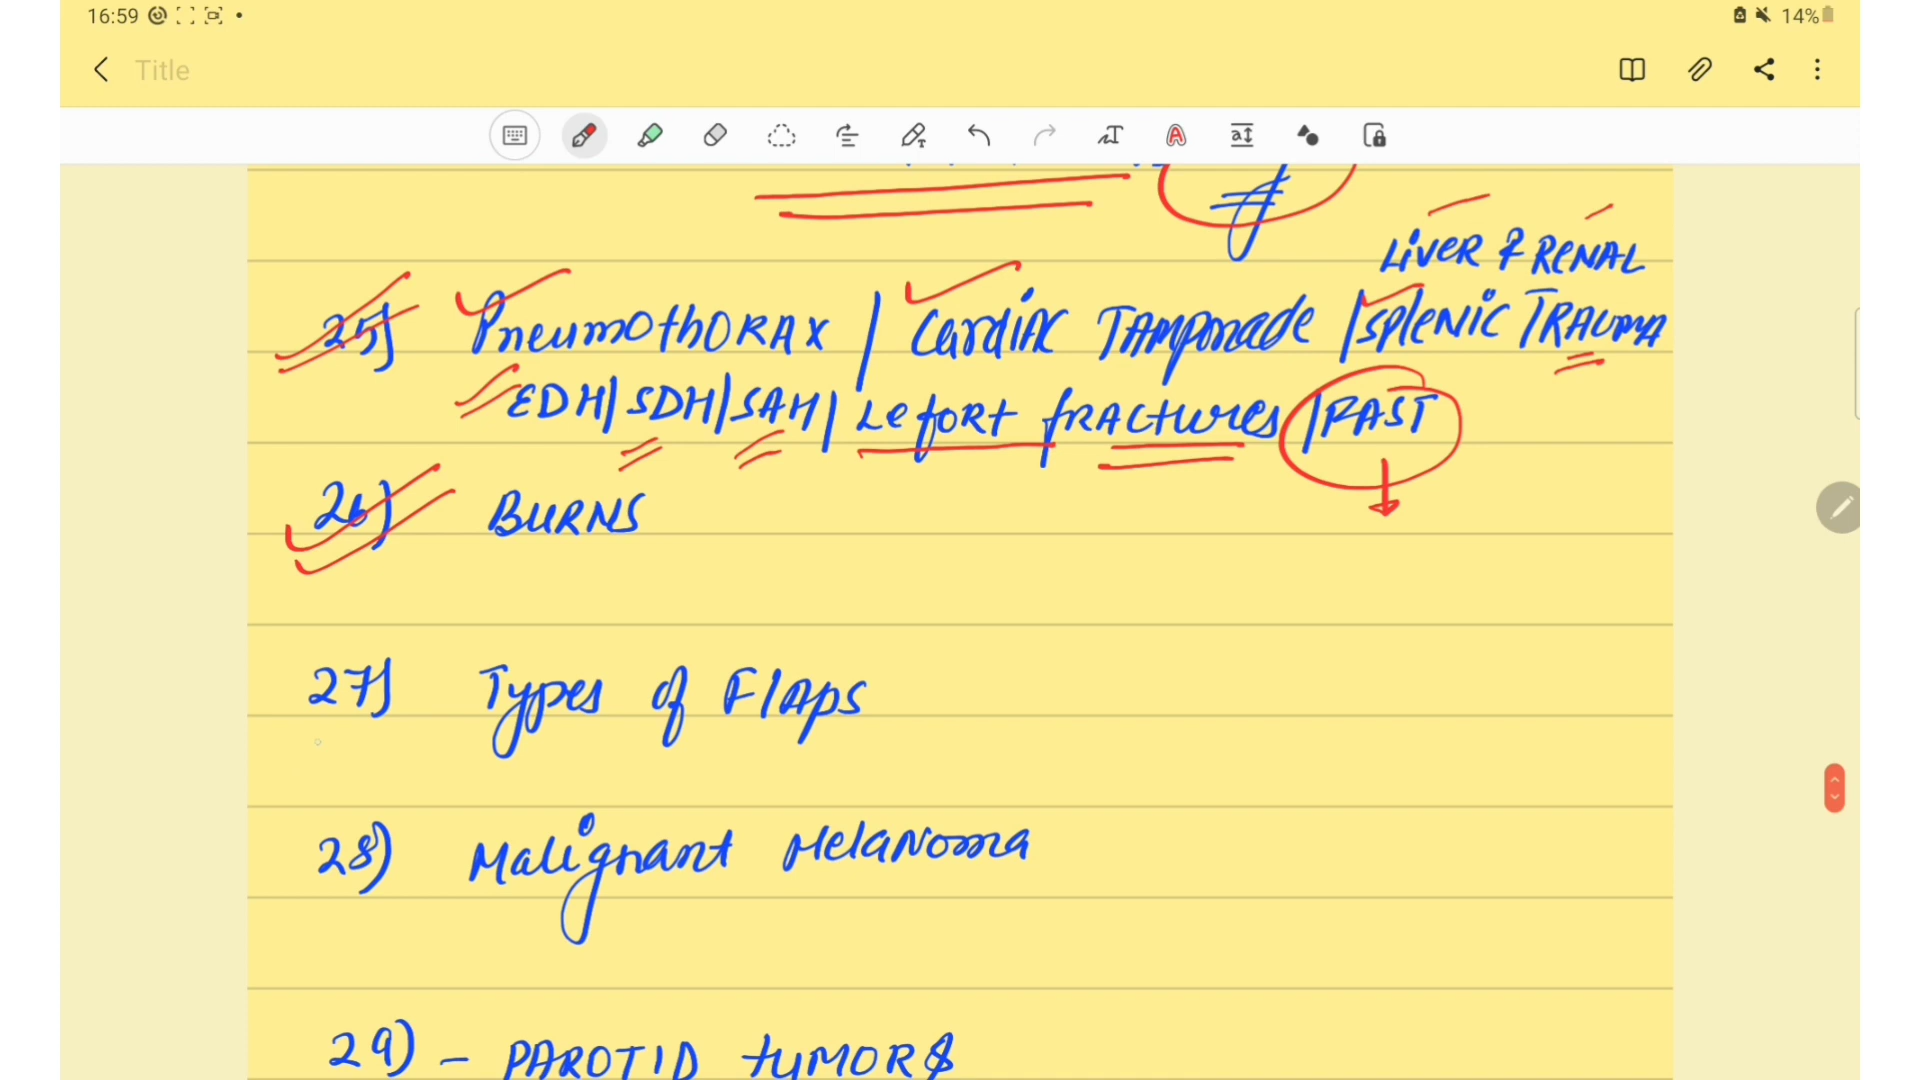 16:59
14%
Title
LiVER & RENAL
25) PneumothORAX / Cardiac TAMponade / SPlENic TRAUMA
EDH/ SDH/ SAH/ Lefort fRActures / FAST
26) BURNS
27) Types of FlAps
28) Malignant MelaNoma
29) - PAROTID tuMORS